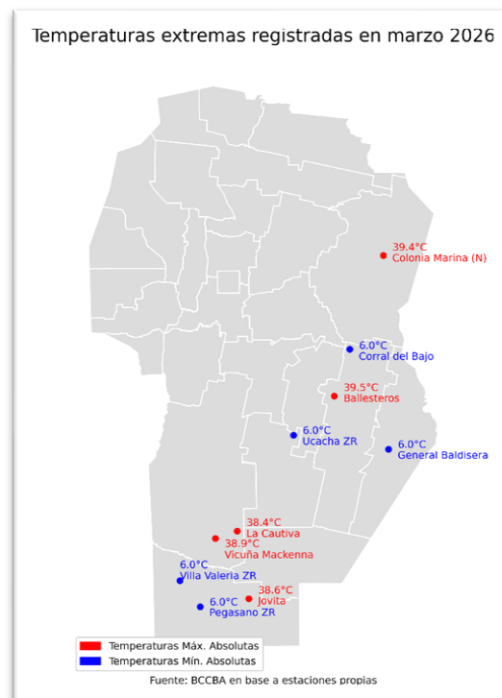 Temperaturas extremas registradas en marzo 2026
39.4°C
Colonia Marina (N)
6.0°C
Corral del Bajo
39.5°C
Ballesteros
6.0°C
Ucacha ZR
6.0°C
General Baldisera
38.4°C
La Cautiva
38.9°C
Vicuña Mackenna
6.0°C
Villa Valeria ZR
38.6°C
Jovita
6.0°C
Pegasano ZR
Temperaturas Máx. Absolutas
Temperaturas Mín. Absolutas
Fuente: BCCBA en base a estaciones propias